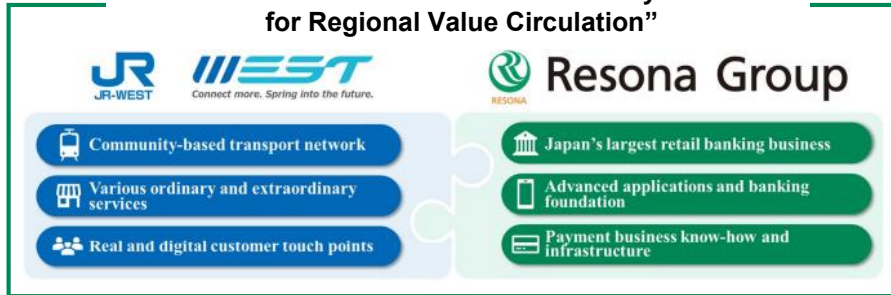 for Regional Value Circulation”
JR
JR-WEST
WEST
Connect more. Spring into the future.
RESONA
Resona Group
Community-based transport network
Various ordinary and extraordinary
services
Real and digital customer touch points
Japan’s largest retail banking business
Advanced applications and banking
foundation
Payment business know-how and
infrastructure